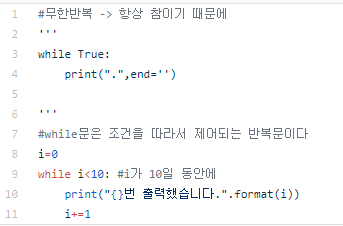 1 #무한반복 -> 항상 참이기 때문에
2 '''
3 while True:
4     print(".",end='')
5
6 '''
7 #while문은 조건을 따라서 제어되는 반복문이다
8 i=0
9 while i<10: #i가 10일 동안에
10     print("{}번 출력했습니다.".format(i))
11     i+=1